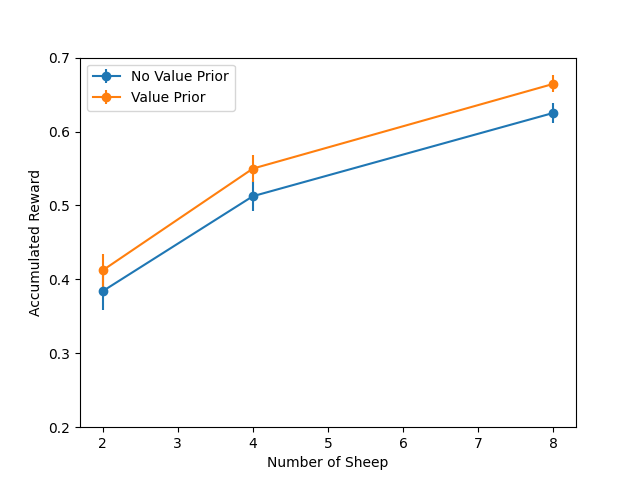 No Value Prior
Value Prior
0.7
0.6
0.5
0.4
0.3
0.2
Accumulated Reward
2 3 4 5 6 7 8
Number of Sheep